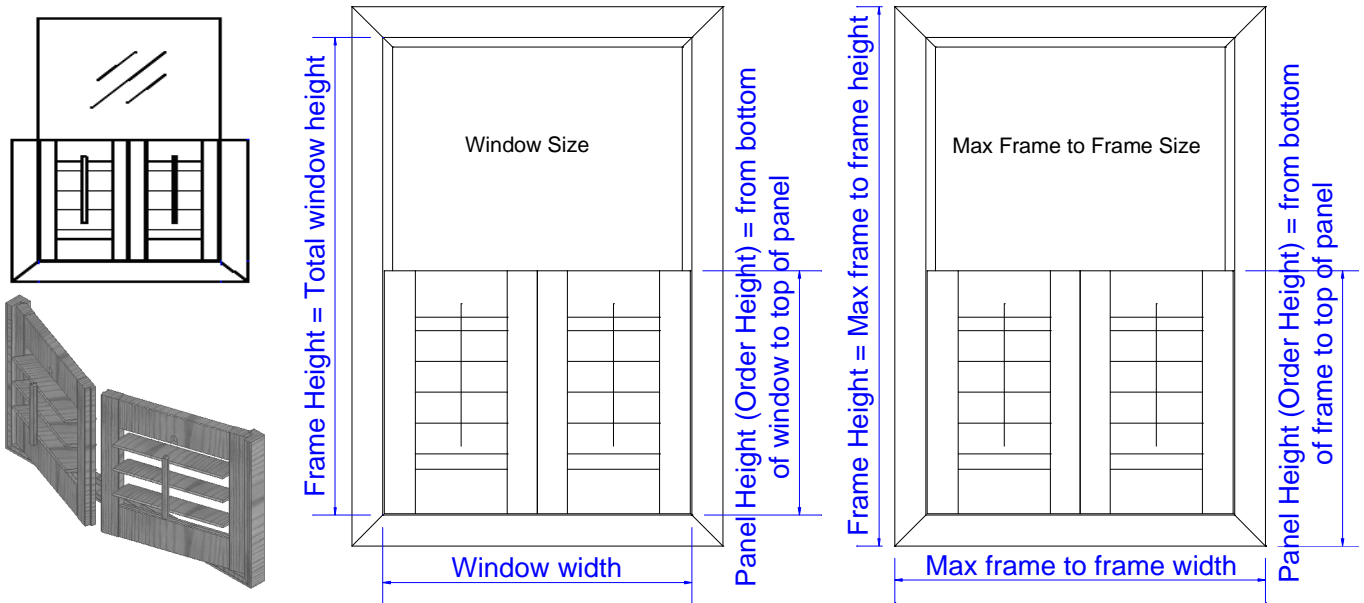 Frame Height = Total window height
Window Size
Panel Height (Order Height) = from bottom
of window to top of panel
Window width
Frame Height = Max frame to frame height
Max Frame to Frame Size
Panel Height (Order Height) = from bottom
of frame to top of panel
Max frame to frame width